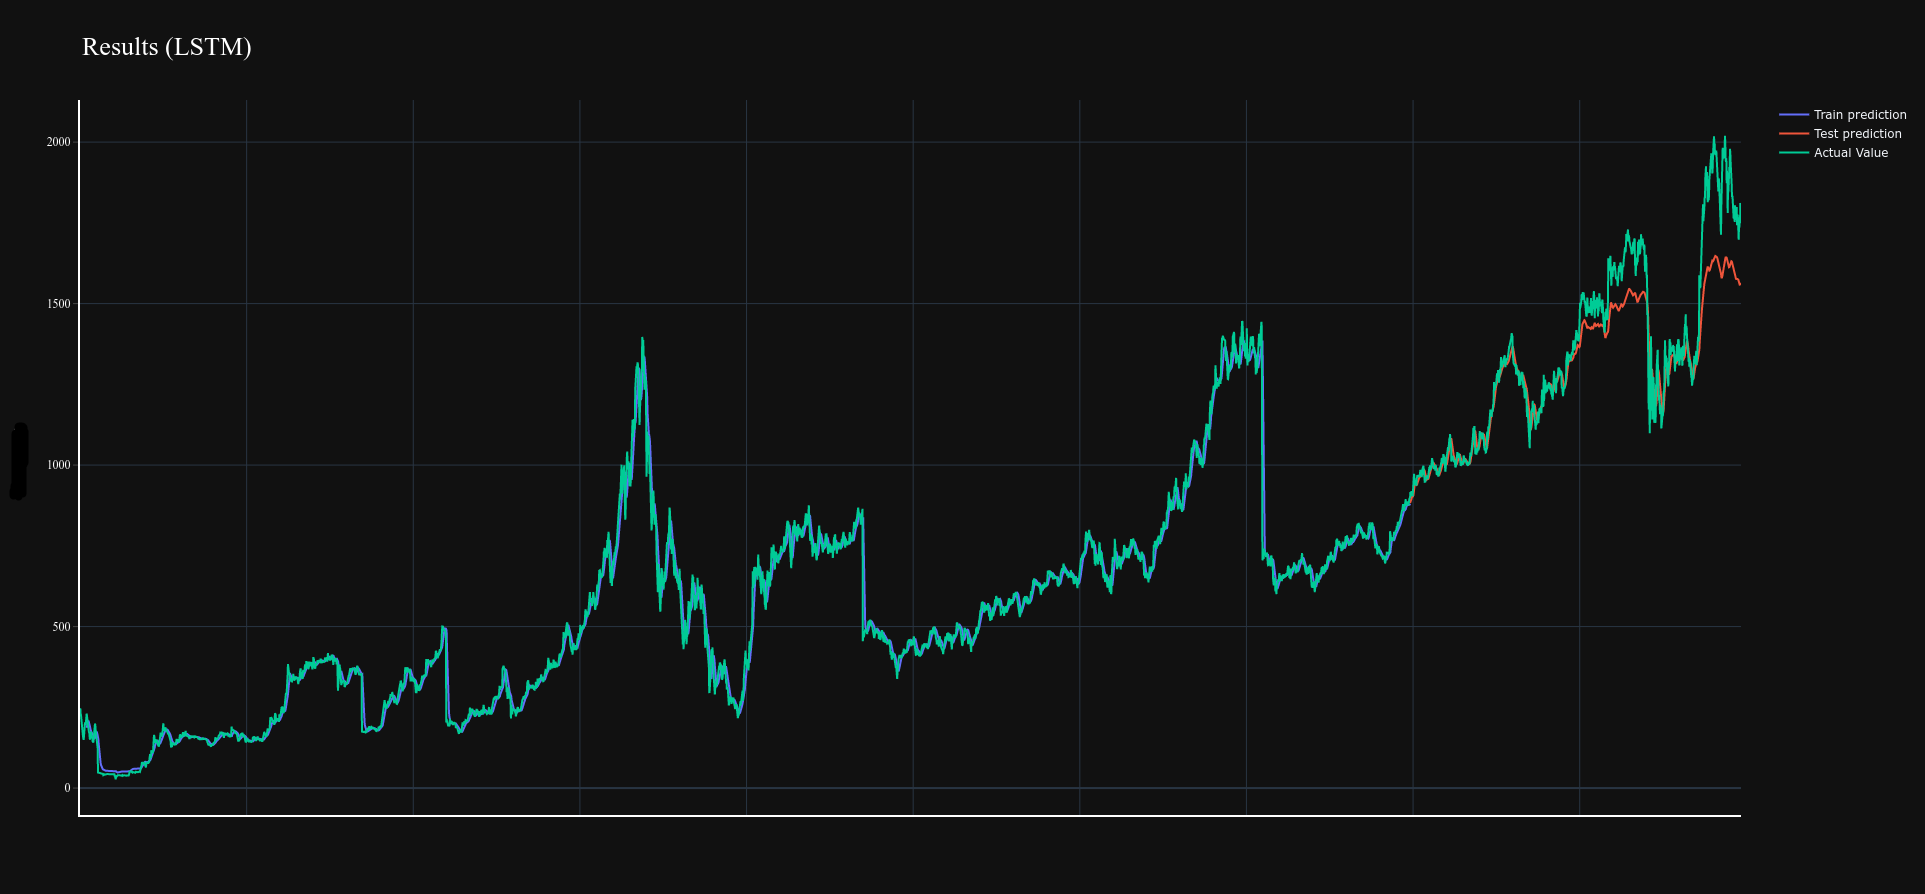 Results (LSTM)
2000
1500
1000
500
0
Train prediction
Test prediction
Actual Value